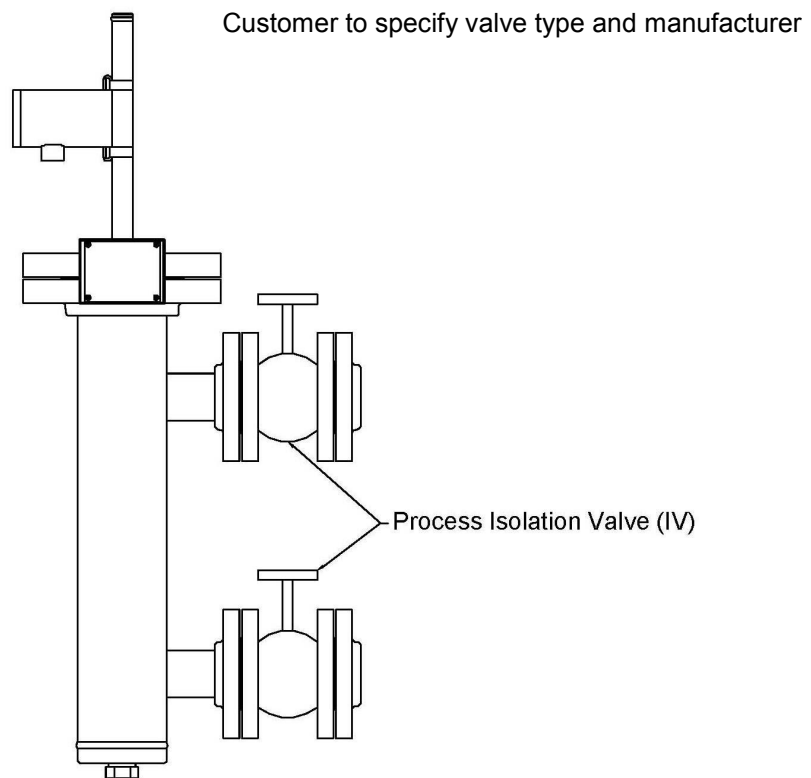 Customer to specify valve type and manufacturer
Process Isolation Valve (IV)